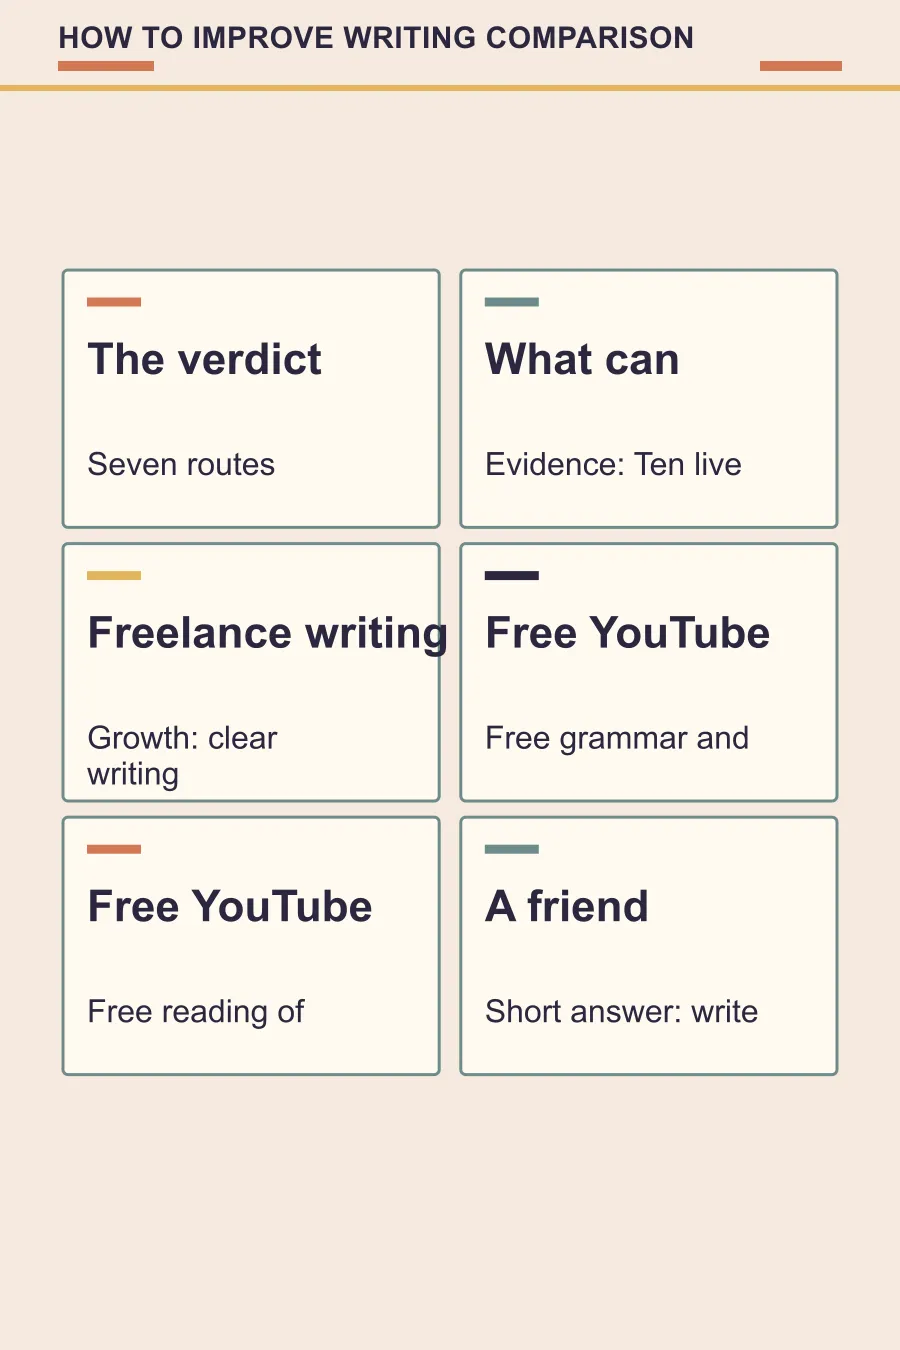 HOW TO IMPROVE WRITING COMPARISON
The verdict
Seven routes
What can
Evidence: Ten live
Freelance writing
Growth: clear
writing
Free YouTube
Free grammar and
Free YouTube
Free reading of
A friend
Short answer: write